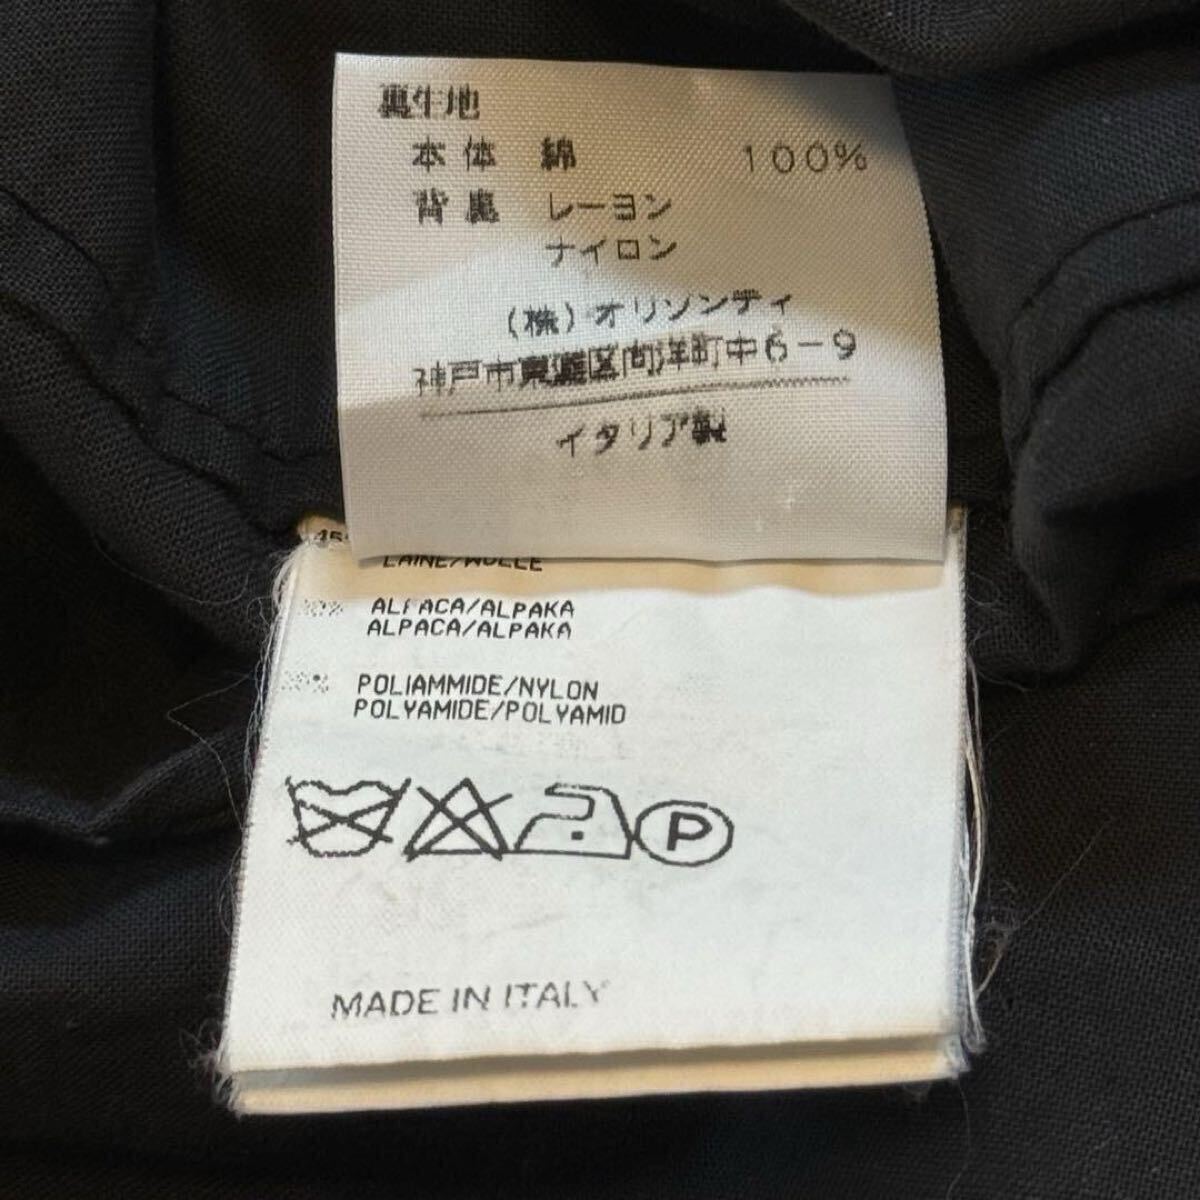 裏生地
本体 綿 100%
背裏 レーヨン
ナイロン
(株)オリゾンティ
神戸市東灘区向洋町中6-9
イタリア製
LAINE/WOLLE
ALPACA/ALPAKA
ALPACA/ALPAKA
POLIAMMIDE/NYLON
POLYAMIDE/POLYAMID
P
MADE IN ITALY